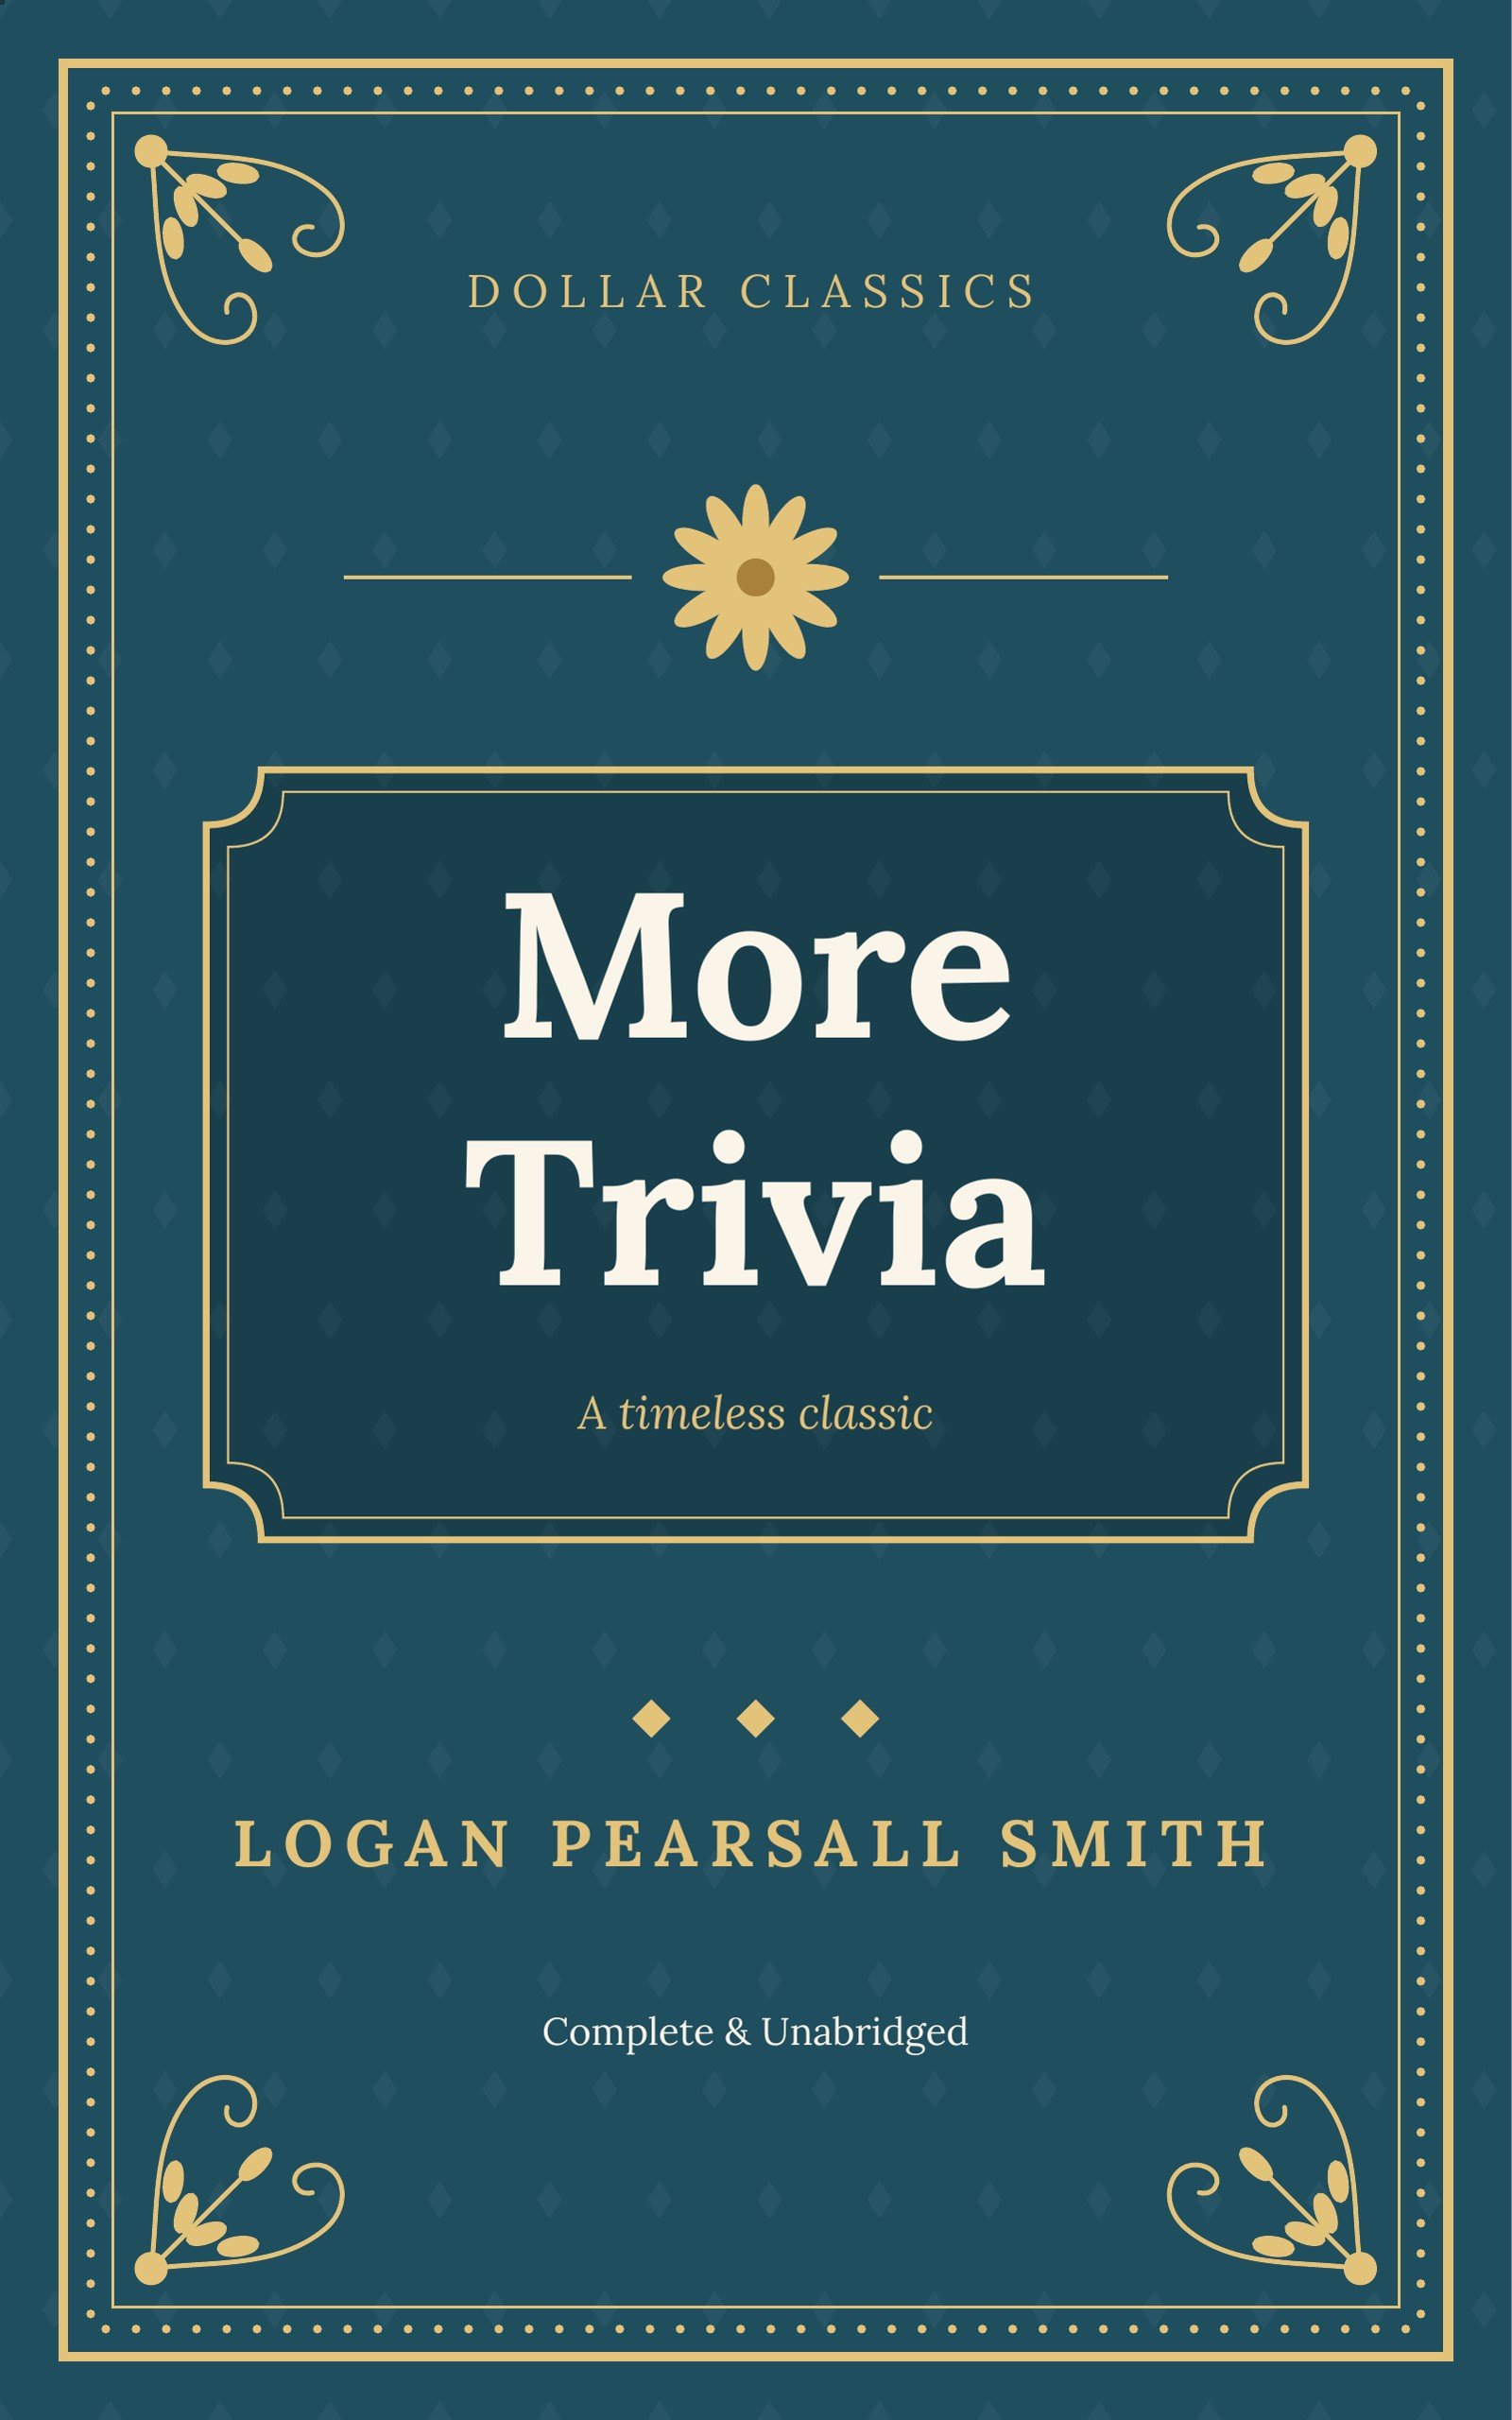 DOLLAR CLASSICS
More
Trivia
A timeless classic
LOGAN PEARSALL SMITH
Complete & Unabridged